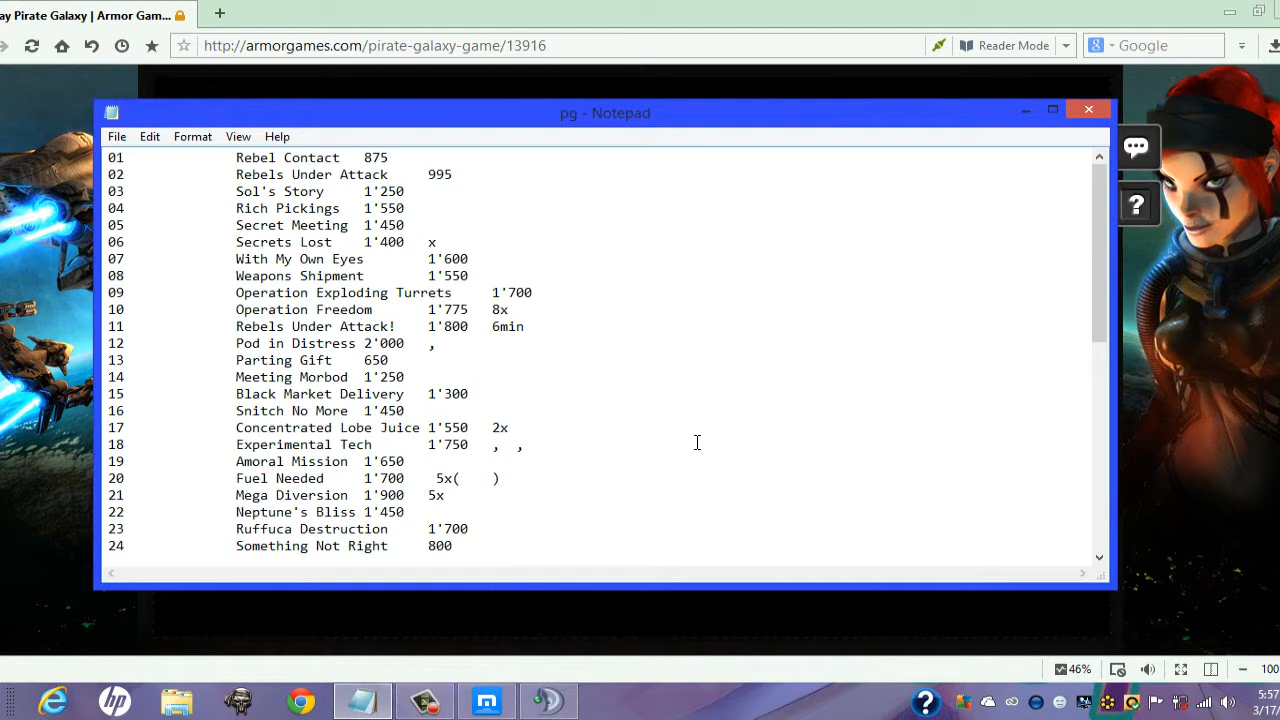 ay Pirate Galaxy | Armor Gam...
http://armorgames.com/pirate-galaxy-game/13916
Reader Mode
Google
pg - Notepad
File Edit Format View Help
01 Rebel Contact 875
02 Rebels Under Attack 995
03 Sol's Story 1'250
04 Rich Pickings 1'550
05 Secret Meeting 1'450
06 Secrets Lost 1'400 x
07 With My Own Eyes 1'600
08 Weapons Shipment 1'550
09 Operation Exploding Turrets 1'700
10 Operation Freedom 1'775 8x
11 Rebels Under Attack! 1'800 6min
12 Pod in Distress 2'000 ,
13 Parting Gift 650
14 Meeting Morbod 1'250
15 Black Market Delivery 1'300
16 Snitch No More 1'450
17 Concentrated Lobe Juice 1'550 2x
18 Experimental Tech 1'750 , ,
19 Amoral Mission 1'650
20 Fuel Needed 1'700 5x( )
21 Mega Diversion 1'900 5x
22 Neptune's Bliss 1'450
23 Ruffuca Destruction 1'700
24 Something Not Right 800
46%
100
5:57
3/17/